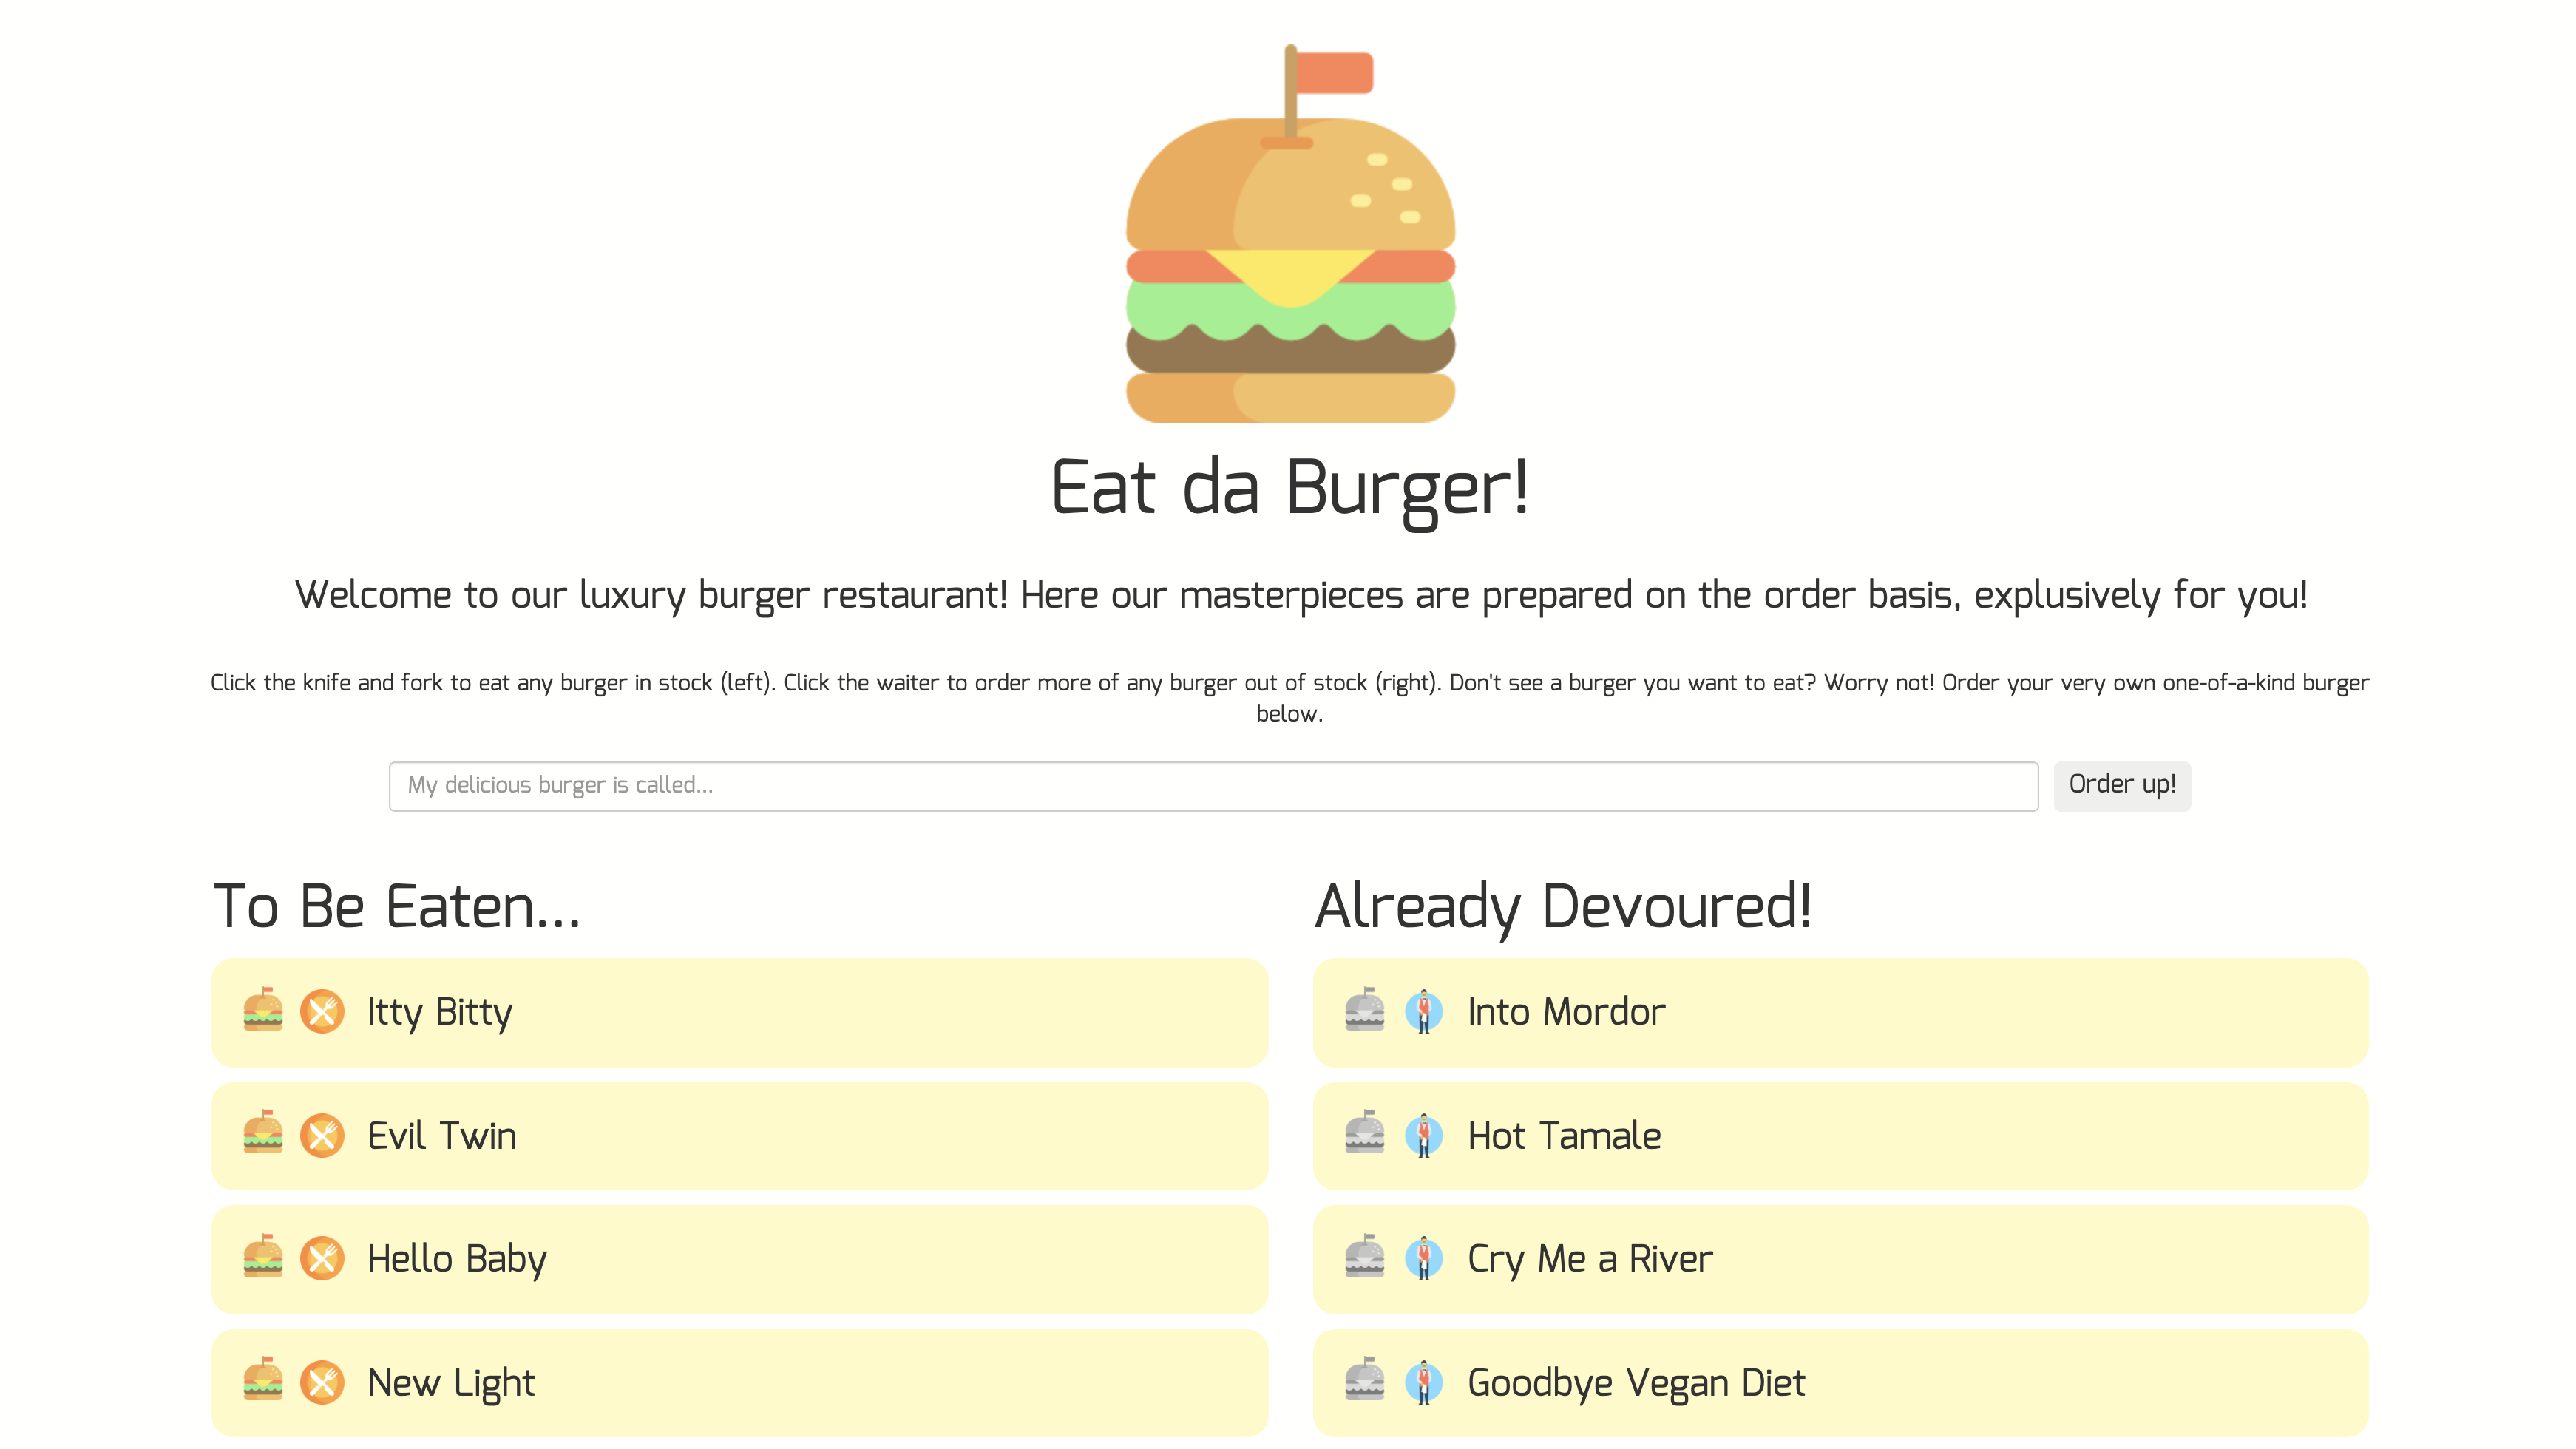 Eat da Burger!
Welcome to our luxury burger restaurant! Here our masterpieces are prepared on the order basis, explusively for you!
Click the knife and fork to eat any burger in stock (left). Click the waiter to order more of any burger out of stock (right). Don't see a burger you want to eat? Worry not! Order your very own one-of-a-kind burger
below.
My delicious burger is called...
Order up!
To Be Eaten...
Itty Bitty
Evil Twin
Hello Baby
New Light
Already Devoured!
Into Mordor
Hot Tamale
Cry Me a River
Goodbye Vegan Diet